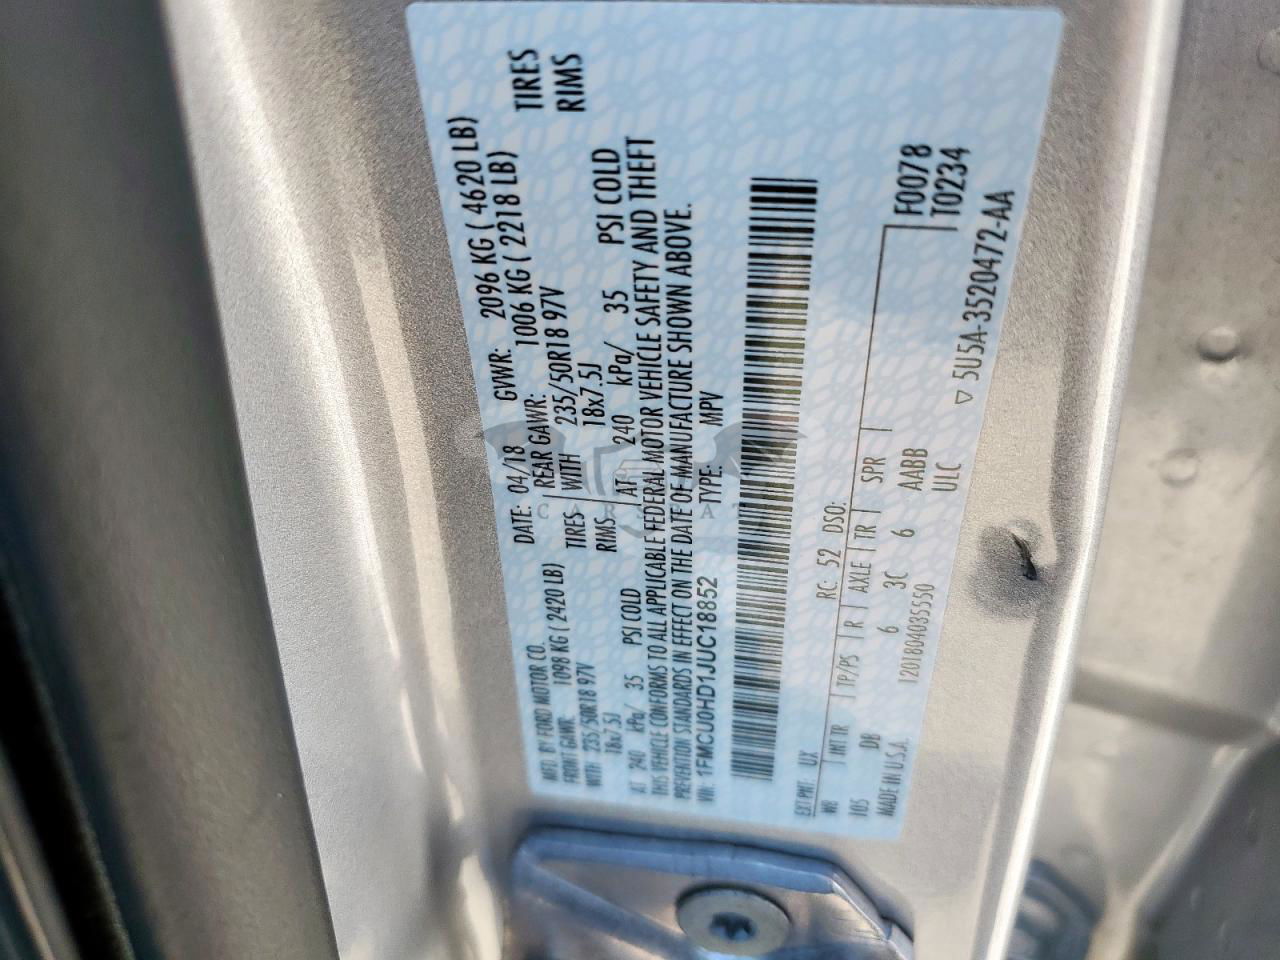 MFD. BY FORD MOTOR CO.
DATE: 04/18 GVWR: 2096 KG ( 4620 LB)
FRONT GAWR: 1098 KG ( 2420 LB) REAR GAWR: 1006 KG ( 2218 LB)
WITH 235/50R18 97V TIRES WITH 235/50R18 97V TIRES
18x7.5J RIMS 18x7.5J RIMS
AT 240 kPa/ 35 PSI COLD AT 240 kPa/ 35 PSI COLD
THIS VEHICLE CONFORMS TO ALL APPLICABLE FEDERAL MOTOR VEHICLE SAFETY AND THEFT
PREVENTION STANDARDS IN EFFECT ON THE DATE OF MANUFACTURE SHOWN ABOVE.
VIN: 1FMCU0HD1JUC18852 TYPE: MPV
EXT PNT: UX RC: 52 DSO:
WB INT TR TP/PS R AXLE TR SPR F0078
105 DB 6 3C 6 AABB T0234
MADE IN U.S.A. 1201804035550 ULC
▽ 5U5A-3520472-AA